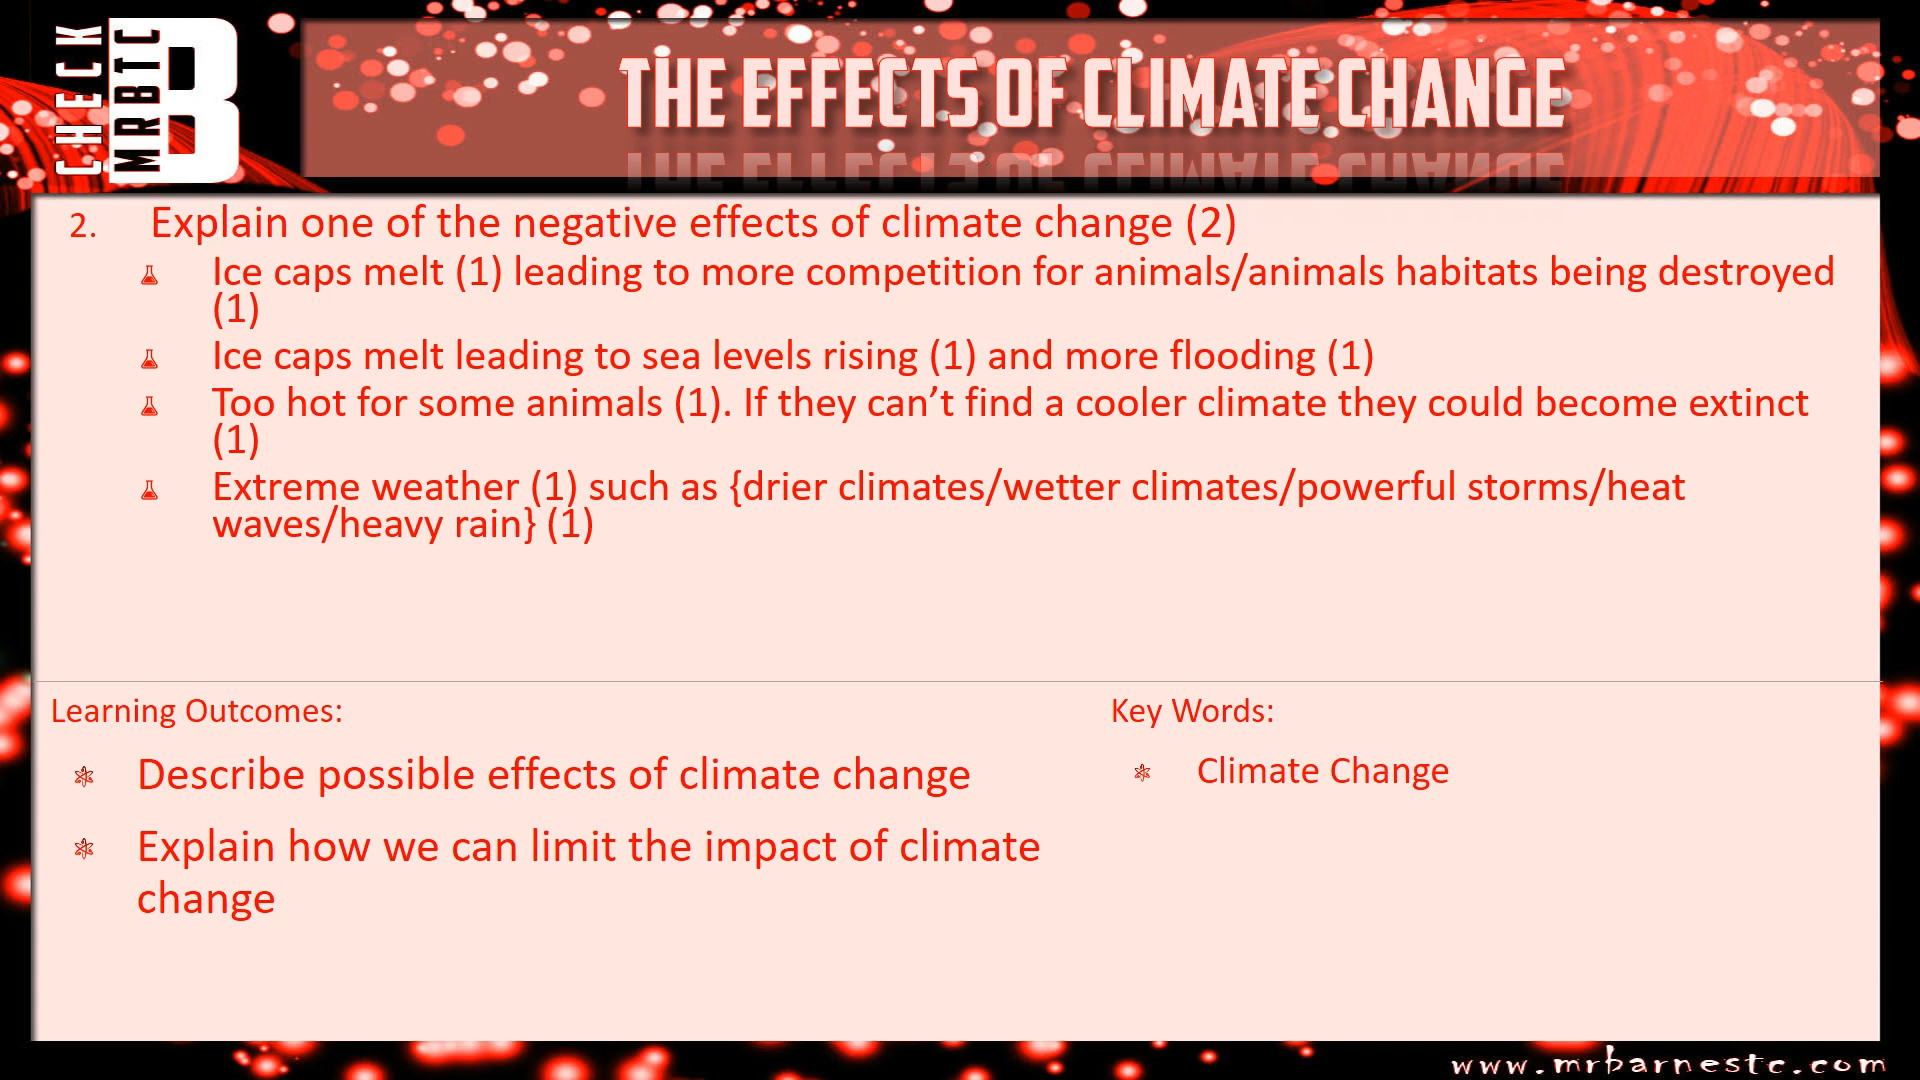 CHECK
MRBTC
B
THE EFFECTS OF CLIMATE CHANGE
2. Explain one of the negative effects of climate change (2)
Ice caps melt (1) leading to more competition for animals/animals habitats being destroyed
(1)
Ice caps melt leading to sea levels rising (1) and more flooding (1)
Too hot for some animals (1). If they can’t find a cooler climate they could become extinct
(1)
Extreme weather (1) such as {drier climates/wetter climates/powerful storms/heat
waves/heavy rain} (1)
Learning Outcomes:
Describe possible effects of climate change
Explain how we can limit the impact of climate
change
Key Words:
Climate Change
www.mrbarnestc.com